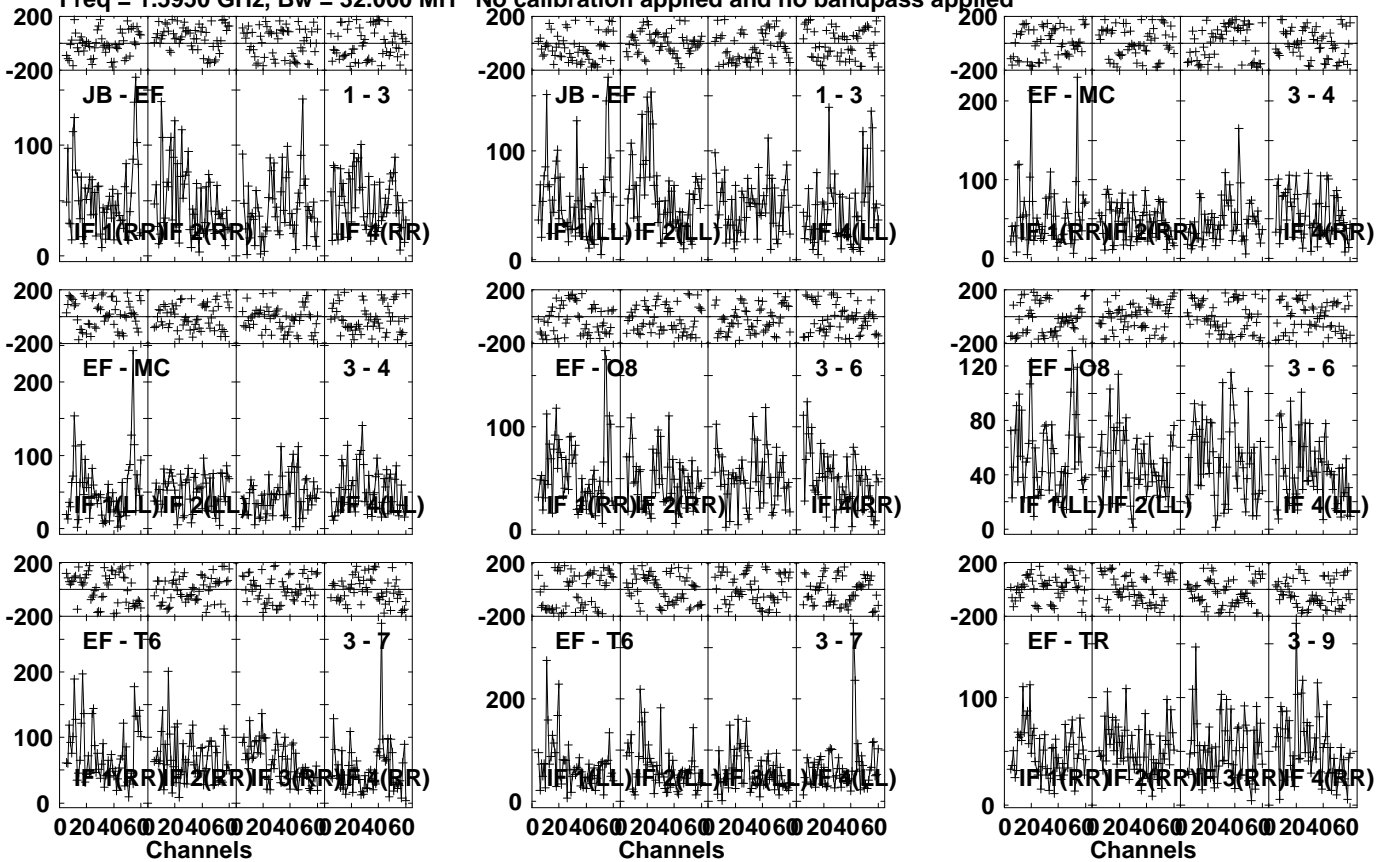 Freq = 1.5950 GHz, Bw = 32.000 MH No calibration applied and no bandpass applied
200
-200
JB - EF
1 - 3
100
0
IF 1(RR)
IF 2(RR)
IF 4(RR)
200
-200
JB - EF
1 - 3
100
0
IF 1(LL)
IF 2(LL)
IF 4(LL)
200
-200
EF - MC
3 - 4
200
100
0
IF 1(RR)
IF 2(RR)
IF 4(RR)
200
-200
EF - MC
3 - 4
200
100
0
IF 1(LL)
IF 2(LL)
IF 4(LL)
200
-200
EF - O8
3 - 6
100
0
IF 1(RR)
IF 2(RR)
IF 4(RR)
200
-200
EF - O8
3 - 6
120
80
40
0
IF 1(LL)
IF 2(LL)
IF 4(LL)
200
-200
EF - T6
3 - 7
200
100
0
IF 1(RR)
IF 2(RR)
IF 3(RR)
IF 4(RR)
0 20 40 60 0 20 40 60 0 20 40 60 0 20 40 60
Channels
200
-200
EF - T6
3 - 7
200
0
IF 1(LL)
IF 2(LL)
IF 3(LL)
IF 4(LL)
0 20 40 60 0 20 40 60 0 20 40 60 0 20 40 60
Channels
200
-200
EF - TR
3 - 9
100
0
IF 1(RR)
IF 2(RR)
IF 3(RR)
IF 4(RR)
0 20 40 60 0 20 40 60 0 20 40 60 0 20 40 60
Channels